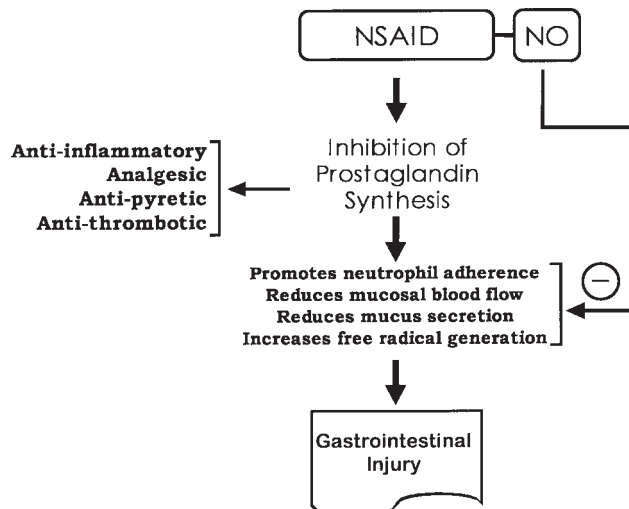 NSAID NO
Inhibition of
Prostaglandin
Synthesis
Anti-inflammatory
Analgesic
Anti-pyretic
Anti-thrombotic
Promotes neutrophil adherence
Reduces mucosal blood flow
Reduces mucus secretion
Increases free radical generation
−
Gastrointestinal
Injury